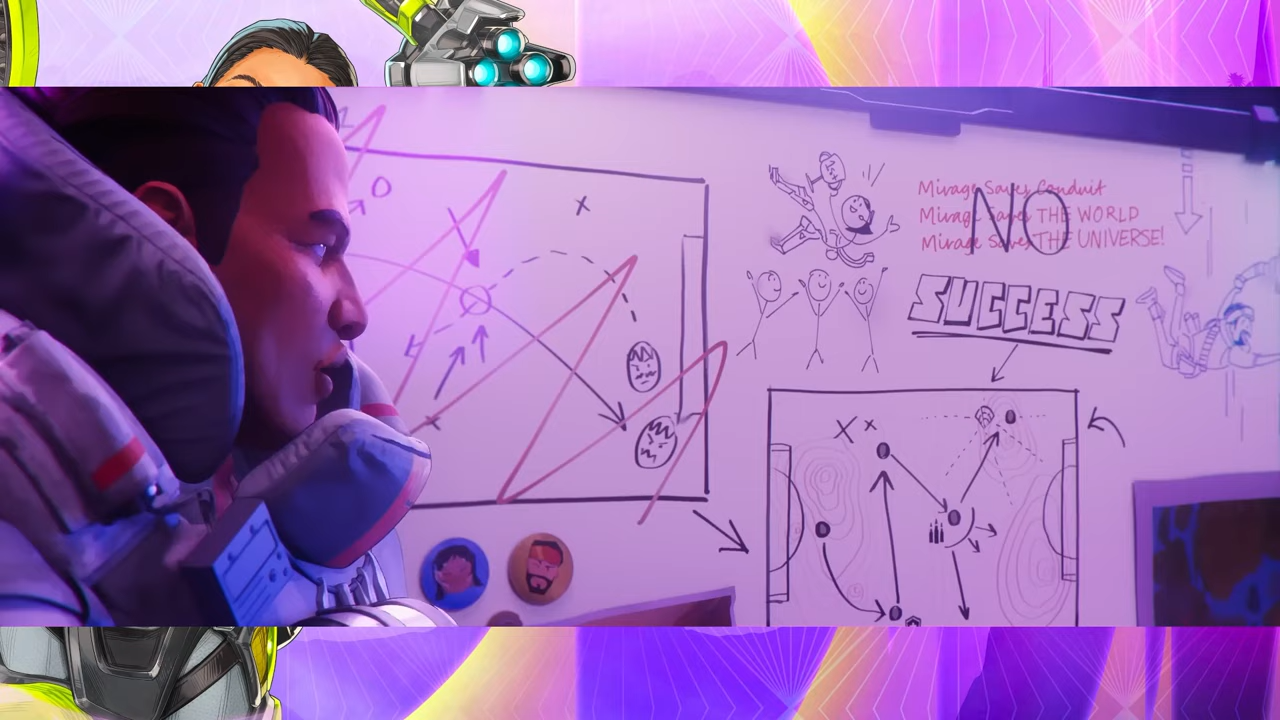 Mirage Saves Conduit
Mirage Saves THE WORLD
Mirage Saves THE UNIVERSE!
NO
SUCCESS